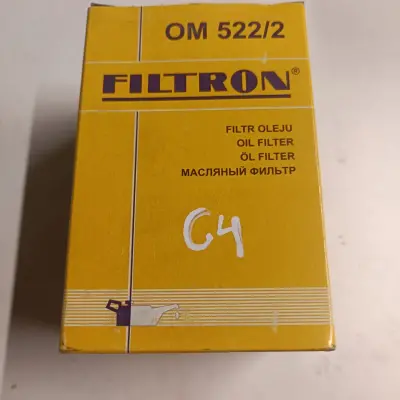 OM 522/2
FILTRON®
FILTR OLEJU
OIL FILTER
ÖL FILTER
МАСЛЯНЫЙ ФИЛЬТР
C4